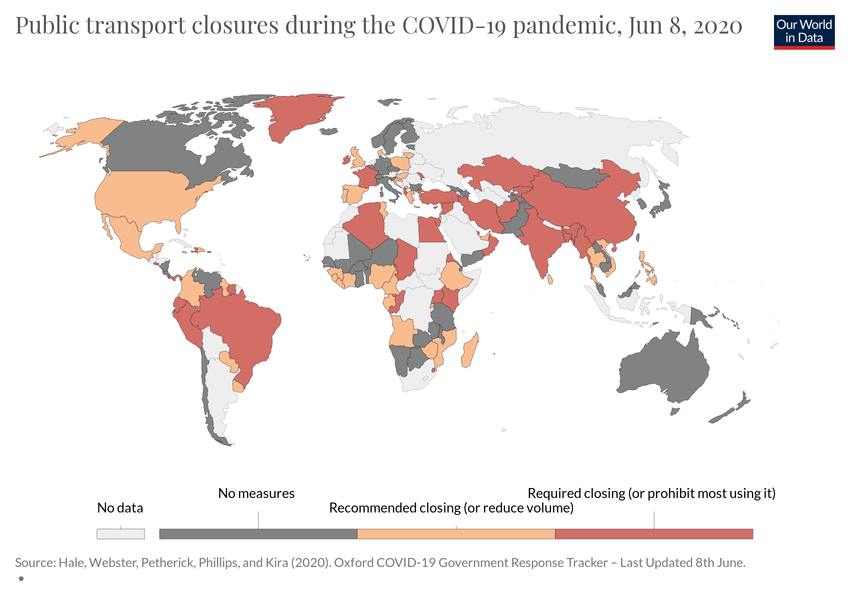 Public transport closures during the COVID-19 pandemic, Jun 8, 2020
Our World
in Data
No data
No measures
Recommended closing (or reduce volume)
Required closing (or prohibit most using it)
Source: Hale, Webster, Petherick, Phillips, and Kira (2020). Oxford COVID-19 Government Response Tracker – Last Updated 8th June.